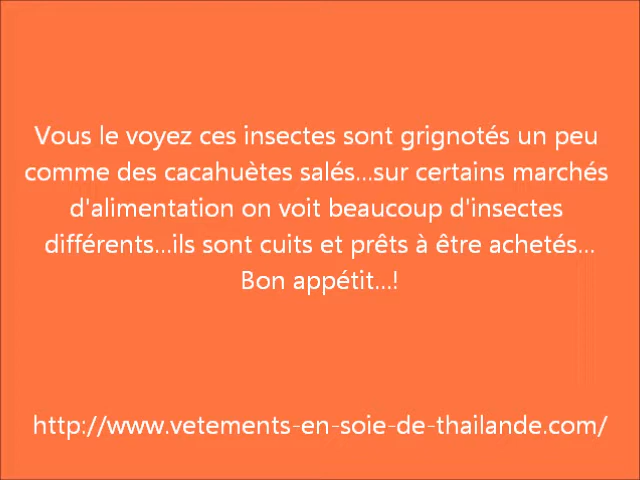 Vous le voyez ces insectes sont grignotés un peu
comme des cacahuètes salés...sur certains marchés
d'alimentation on voit beaucoup d'insectes
différents...ils sont cuits et prêts à être achetés...
Bon appétit...!
http://www.vetements-en-soie-de-thailande.com/